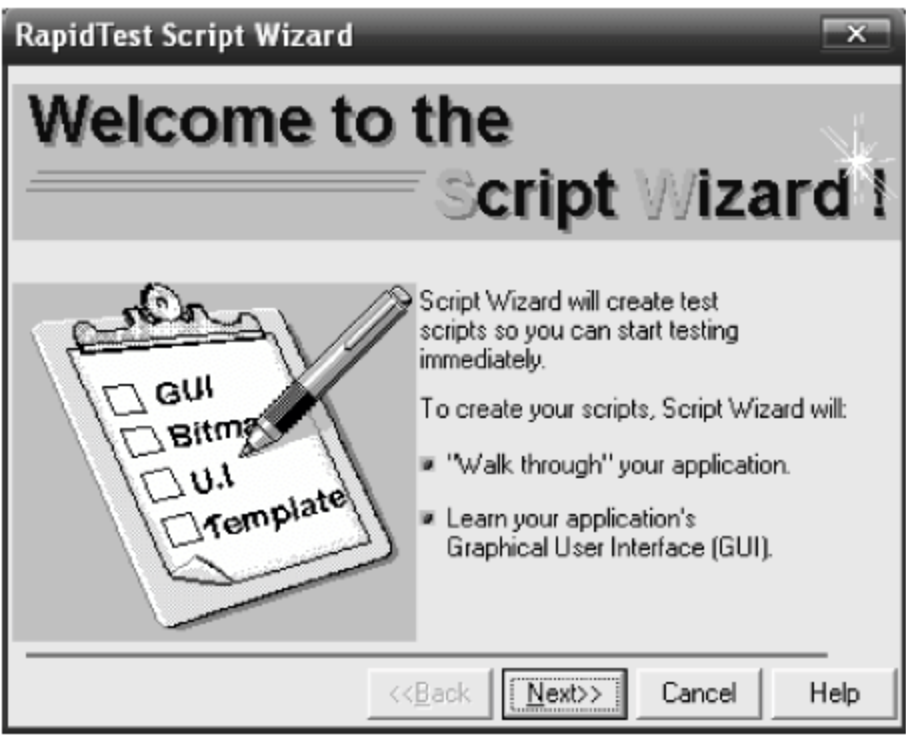 RapidTest Script Wizard
Welcome to the
Script Wizard !
GUI
Bitma
U.I
Template
Script Wizard will create test
scripts so you can start testing
immediately.
To create your scripts, Script Wizard will:
"Walk through" your application.
Learn your application's
Graphical User Interface (GUI).
<<Back Next>> Cancel Help